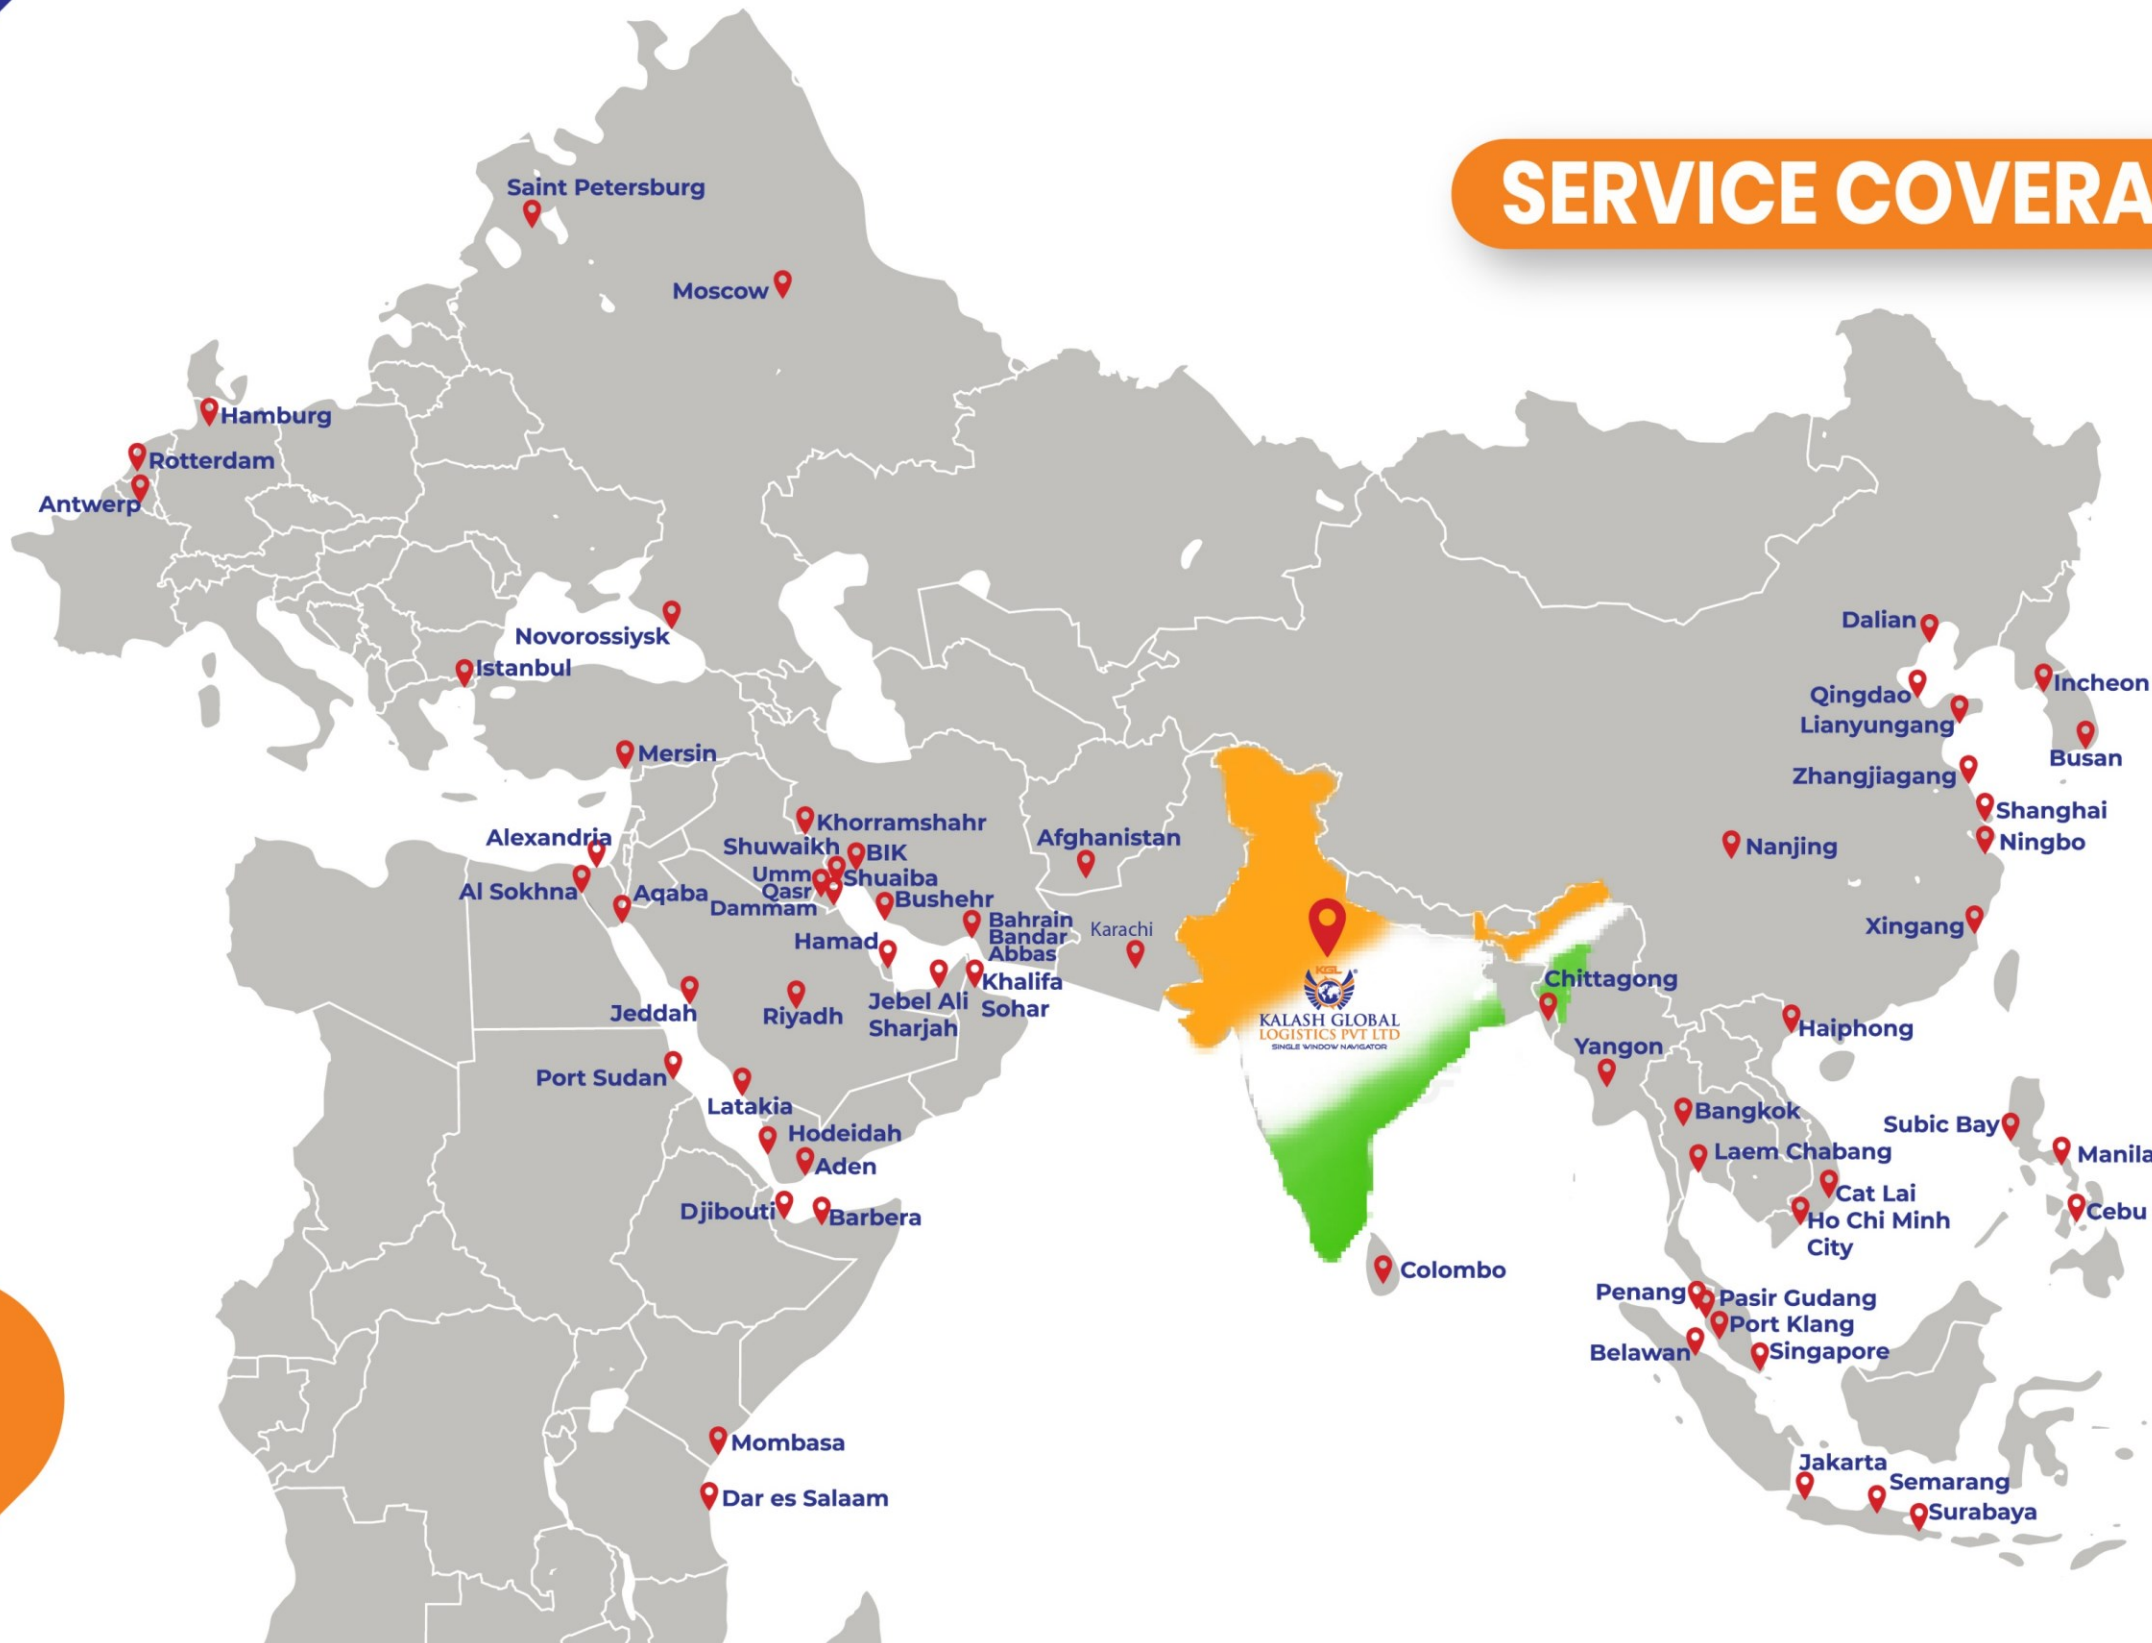 SERVICE COVERA
Saint Petersburg
Moscow
Hamburg
Rotterdam
Antwerp
Novorossiysk
Istanbul
Mersin
Alexandria
Al Sokhna
Aqaba
Khorramshahr
Shuwaikh
BIK
Umm
Qasr
Shuaiba
Dammam
Bushehr
Bahrain
Bandar
Abbas
Hamad
Khalifa
Sohar
Jebel Ali
Sharjah
Jeddah
Riyadh
Port Sudan
Latakia
Hodeidah
Aden
Djibouti
Barbera
Mombasa
Dar es Salaam
Afghanistan
Karachi
KGL
KALASH GLOBAL
LOGISTICS PVT LTD
SINGLE WINDOW NAVIGATOR
Colombo
Chittagong
Yangon
Dalian
Qingdao
Lianyungang
Incheon
Busan
Zhangjiagang
Shanghai
Ningbo
Nanjing
Xingang
Haiphong
Bangkok
Laem Chabang
Subic Bay
Manila
Cat Lai
Ho Chi Minh
City
Cebu
Penang
Pasir Gudang
Port Klang
Belawan
Singapore
Jakarta
Semarang
Surabaya